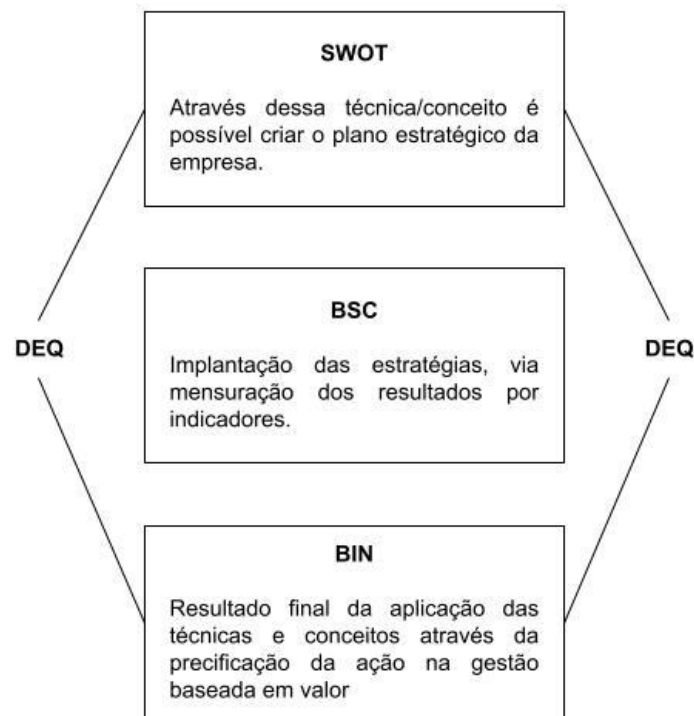 SWOT
Através dessa técnica/conceito é
possível criar o plano estratégico da
empresa.
DEQ
DEQ
BSC
Implantação das estratégias, via
mensuração dos resultados por
indicadores.
BIN
Resultado final da aplicação das
técnicas e conceitos através da
precificação da ação na gestão
baseada em valor